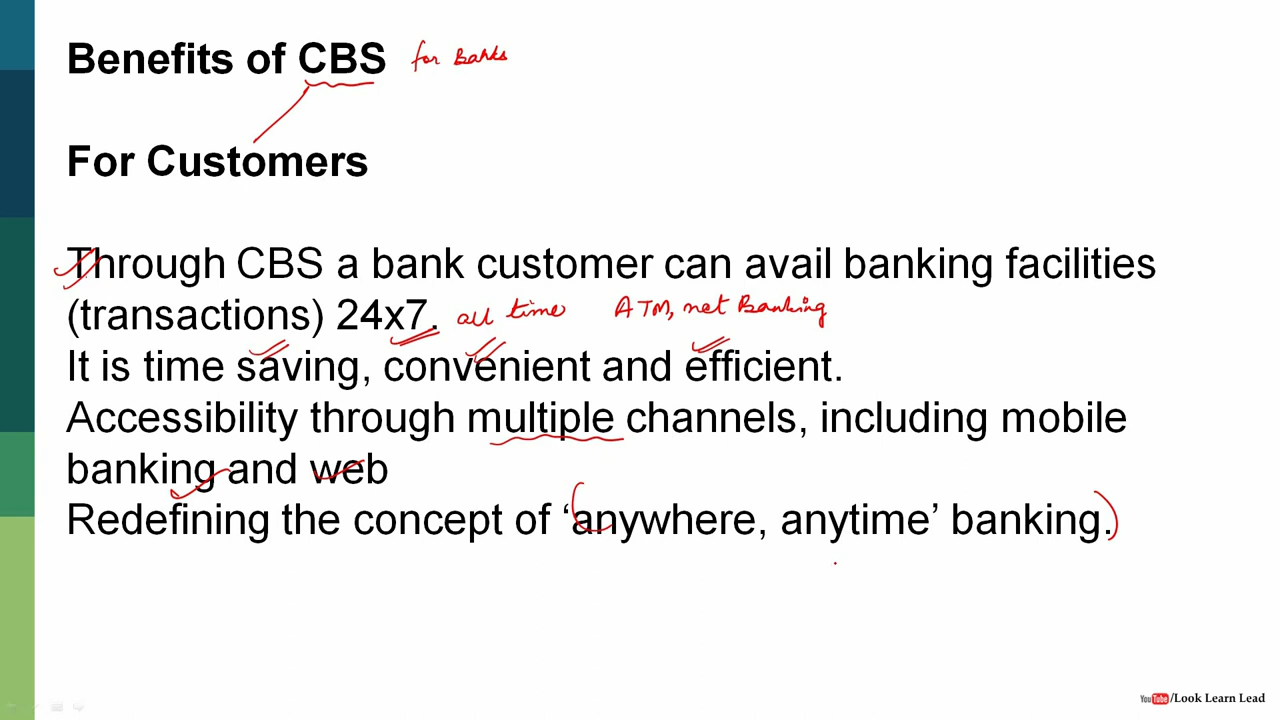 Benefits of CBS for Banks
For Customers
Through CBS a bank customer can avail banking facilities
(transactions) 24x7. all time ATM, net Banking
It is time saving, convenient and efficient.
Accessibility through multiple channels, including mobile
banking and web
Redefining the concept of ‘anywhere, anytime’ banking.
YouTube/Look Learn Lead